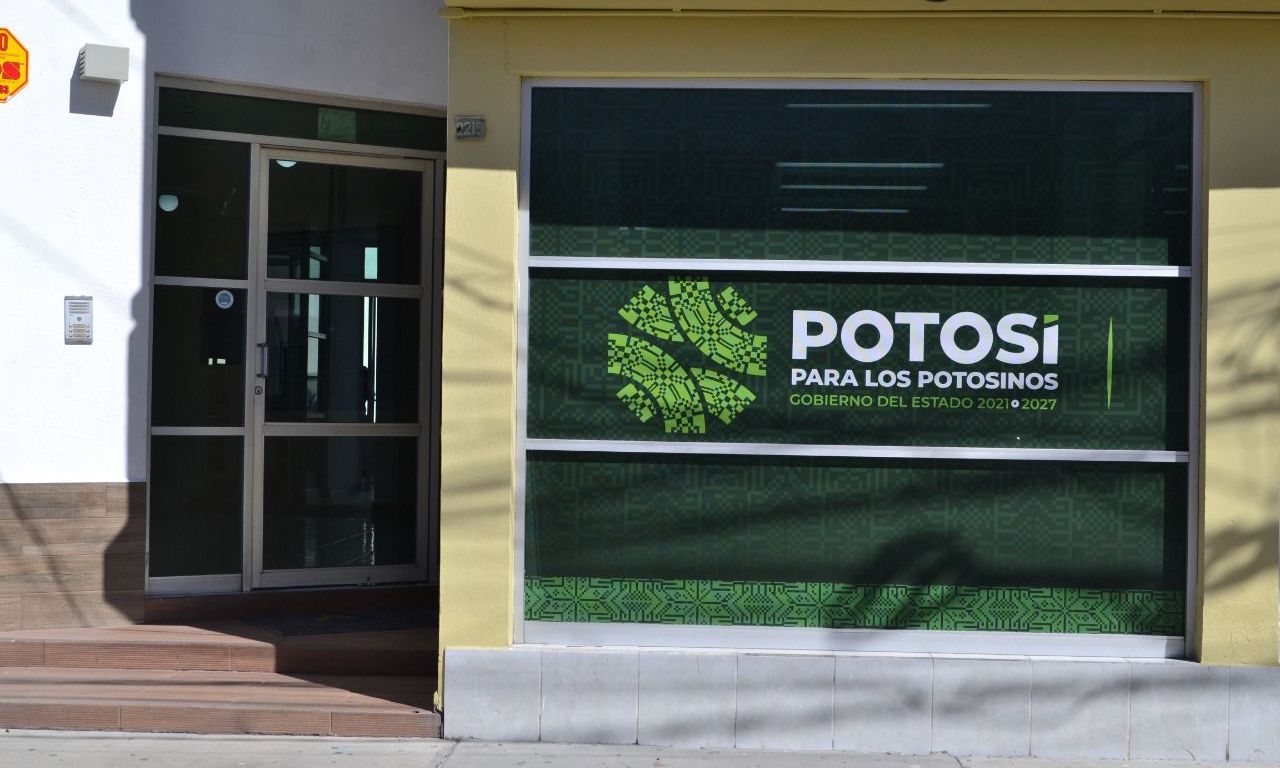 2215
POTOSÍ
PARA LOS POTOSINOS
GOBIERNO DEL ESTADO 2021 2027